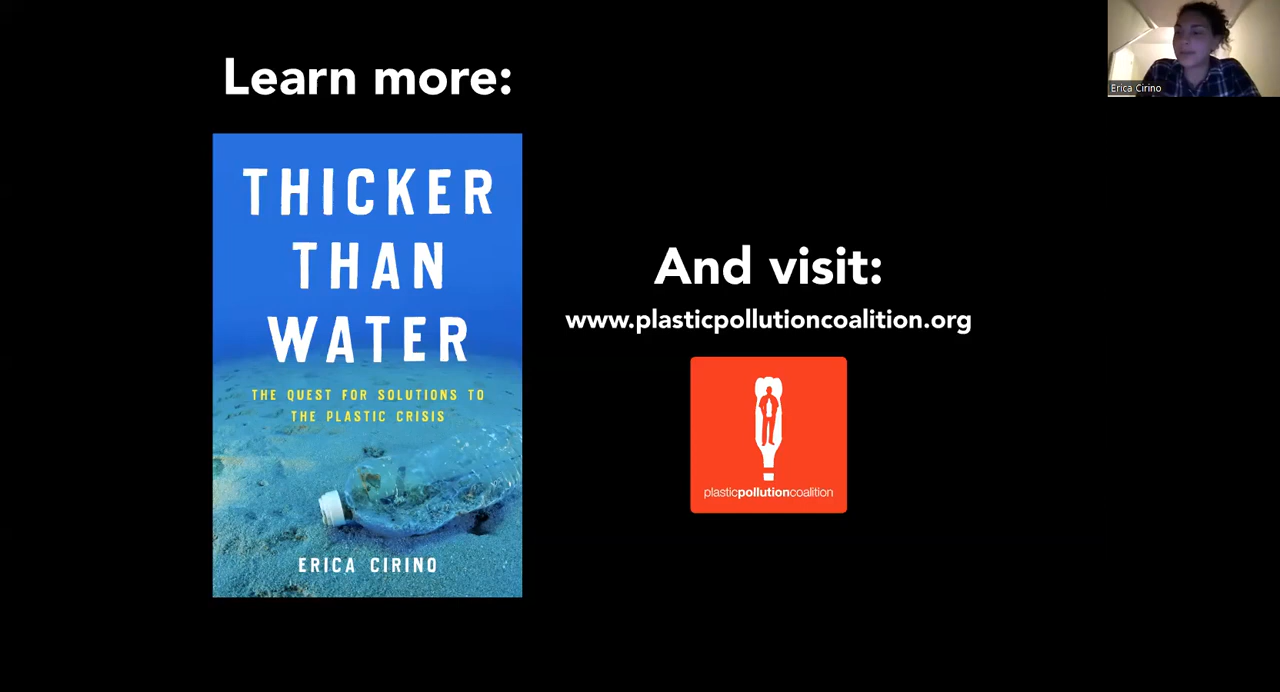 Learn more:
THICKER
THAN
WATER
THE QUEST FOR SOLUTIONS TO
THE PLASTIC CRISIS
ERICA CIRINO
And visit:
www.plasticpollutioncoalition.org
plasticpollutioncoalition
Erica Cirino